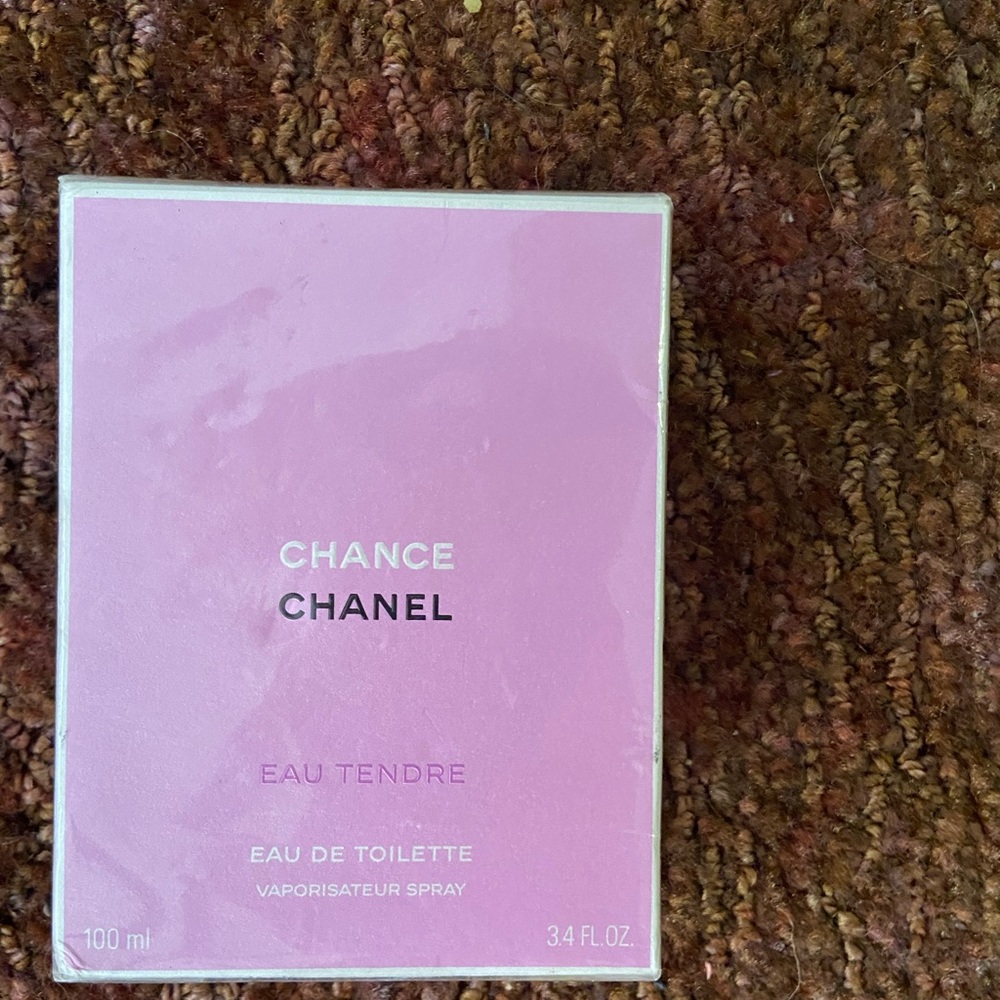 CHANCE
CHANEL
EAU TENDRE
EAU DE TOILETTE
VAPORISATEUR SPRAY
100 ml 3.4 FL.OZ.